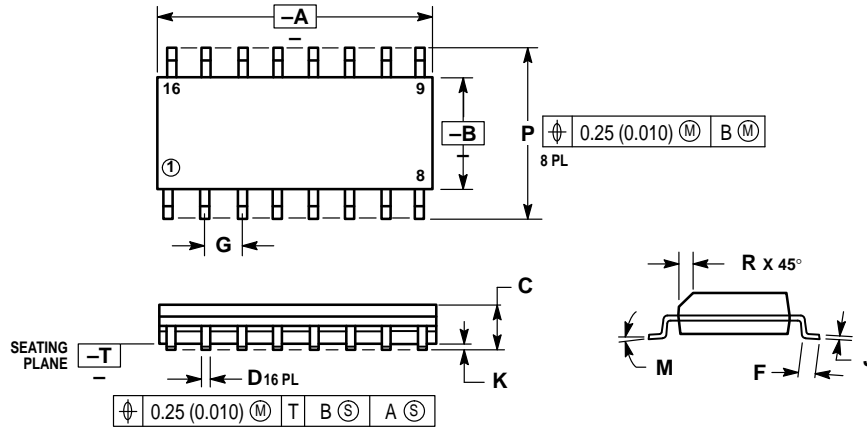 –A
–
16 9
–B
–
P
⌖ 0.25 (0.010) Ⓜ B Ⓜ
8 PL
① 8
G
R X 45°
C
SEATING
PLANE
–T
–
K
D 16 PL
M
F
J
⌖ 0.25 (0.010) Ⓜ T B Ⓢ A Ⓢ